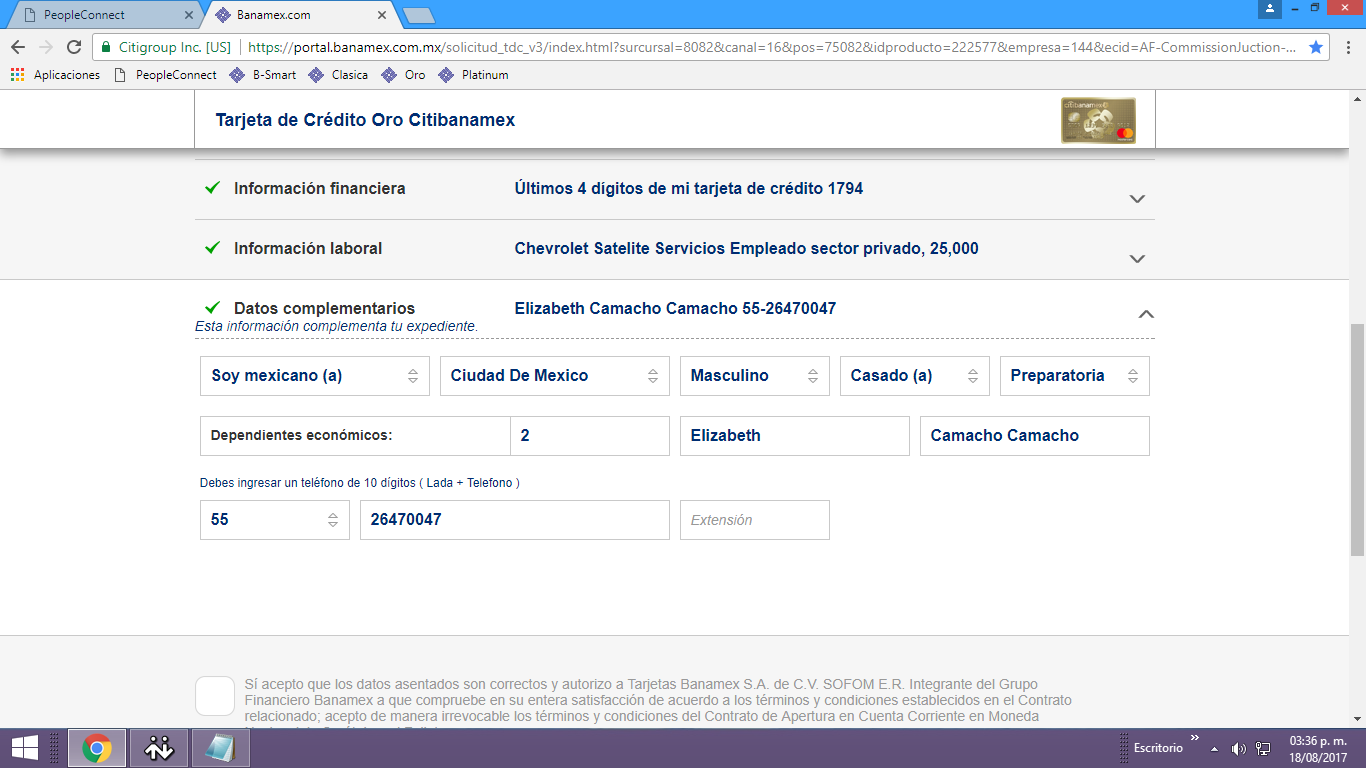 PeopleConnect
Banamex.com
Citigroup Inc. [US]
https://portal.banamex.com.mx/solicitud_tdc_v3/index.html?surcursal=8082&canal=16&pos=75082&idproducto=222577&empresa=144&ecid=AF-CommissionJuction-...
Aplicaciones PeopleConnect B-Smart Clasica Oro Platinum
Tarjeta de Crédito Oro Citibanamex
citibanamex
Información financiera Últimos 4 dígitos de mi tarjeta de crédito 1794
Información laboral Chevrolet Satelite Servicios Empleado sector privado, 25,000
Datos complementarios Elizabeth Camacho Camacho 55-26470047
Esta información complementa tu expediente.
Soy mexicano (a) Ciudad De Mexico Masculino Casado (a) Preparatoria
Dependientes económicos: 2 Elizabeth Camacho Camacho
Debes ingresar un teléfono de 10 dígitos ( Lada + Telefono )
55 26470047 Extensión
Sí acepto que los datos asentados son correctos y autorizo a Tarjetas Banamex S.A. de C.V. SOFOM E.R. Integrante del Grupo
Financiero Banamex a que compruebe en su entera satisfacción de acuerdo a los términos y condiciones establecidos en el Contrato
relacionado; acepto de manera irrevocable los términos y condiciones del Contrato de Apertura en Cuenta Corriente en Moneda
Escritorio
03:36 p. m.
18/08/2017